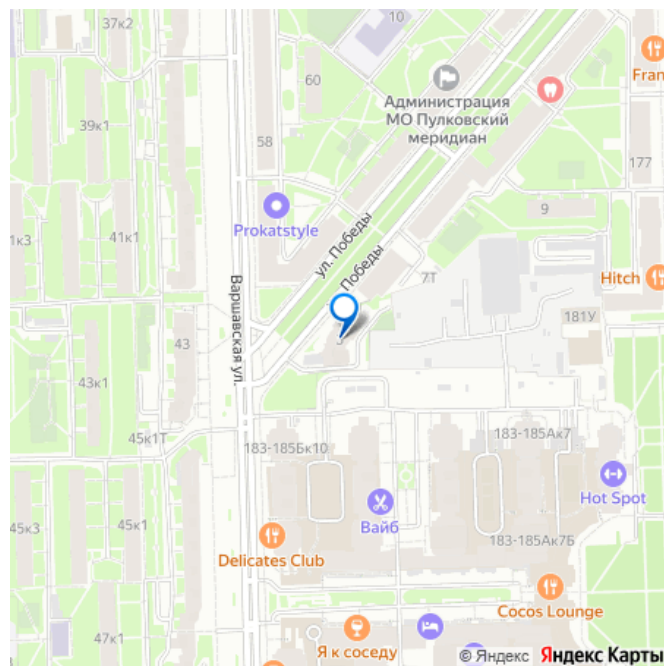 37к2
10
Fran
60
Администрация
МО Пулковский
меридиан
39к1
58
177
Prokatstyle
9
1к3
41к1
ул. Победы
Победы
7Т
Hitch
Варшавская ул.
181У
43
43к1
45к1Т
183-185Бк10
183-185Ак7
Hot Spot
Вайб
45к3
45к1
183-185Ак7Б
Delicates Club
Cocos Lounge
47к1
Я к соседу
© Яндекс Яндекс Карты